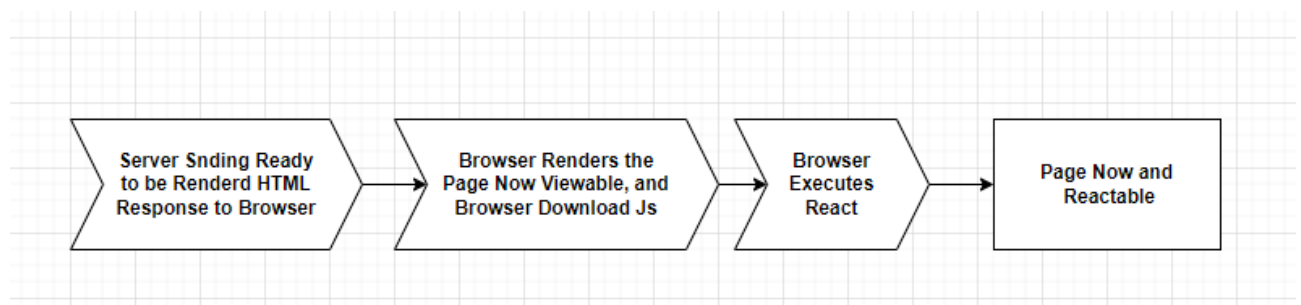 Server Snding Ready
to be Renderd HTML
Response to Browser
Browser Renders the
Page Now Viewable, and
Browser Download Js
Browser
Executes
React
Page Now and
Reactable